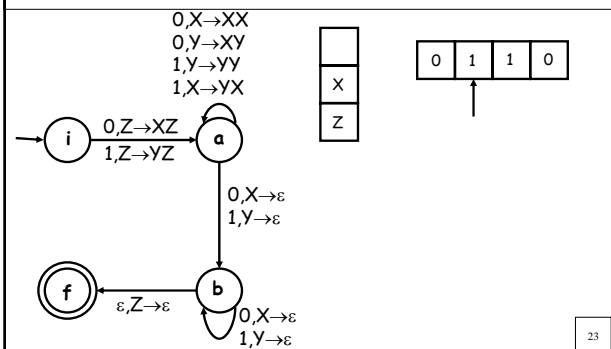 0,X→XX
0,Y→XY
1,Y→YY
1,X→YX
X
Z
0 1 1 0
i
0,Z→XZ
1,Z→YZ
a
0,X→ε
1,Y→ε
f
ε,Z→ε
b
0,X→ε
1,Y→ε
23